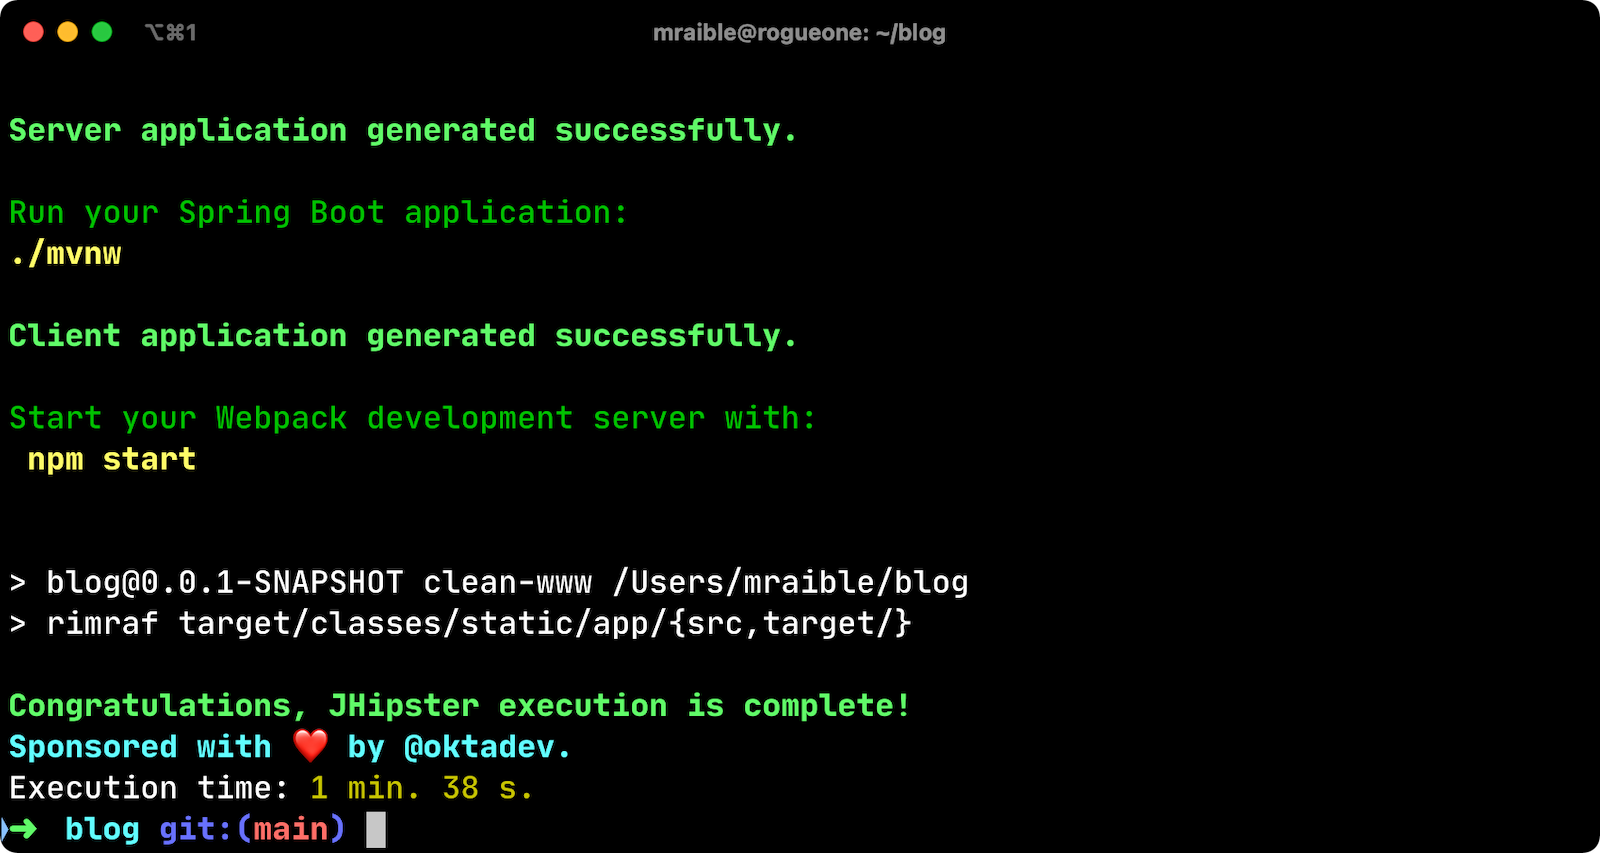 ⌥⌘1
mraible@rogueone: ~/blog
Server application generated successfully.
Run your Spring Boot application:
./mvnw
Client application generated successfully.
Start your Webpack development server with:
npm start
> blog@0.0.1-SNAPSHOT clean-www /Users/mraible/blog
> rimraf target/classes/static/app/{src,target/}
Congratulations, JHipster execution is complete!
Sponsored with ❤️ by @oktadev.
Execution time: 1 min. 38 s.
➜ blog git:(main)